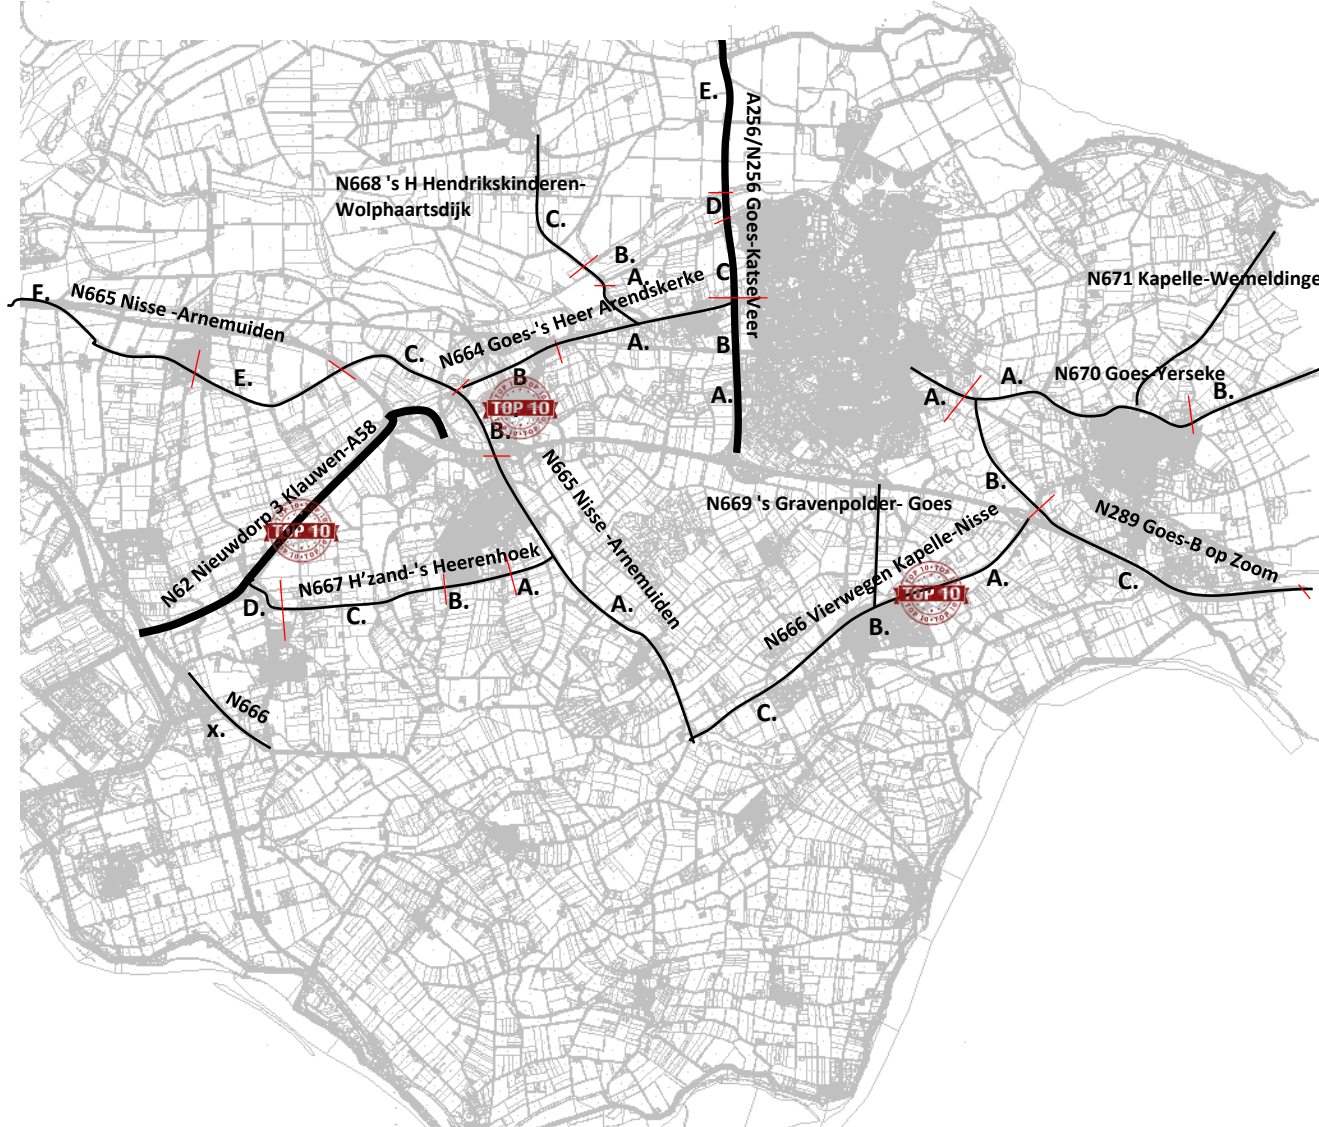 E.
A256/N256 Goes-KatseVeer
N668 's H Hendrikskinderen-
Wolphaartsdijk
D
C.
B.
A.
C
N671 Kapelle-Wemeldinge
F.
N665 Nisse -Arnemuiden
N664 Goes-'s Heer Arendskerke
A.
B
C.
E.
B
A.
A.
A.
N670 Goes-Yerseke
B.
TOP 10
B.
N62 Nieuwdorp 3 Klauwen-A58
TOP 10
N665 Nisse -Arnemuiden
N669 's Gravenpolder- Goes
B.
N289 Goes-B op Zoom
C.
N667 H'zand-'s Heerenhoek
D.
C.
B.
A.
A.
N666 Vierwegen Kapelle-Nisse
A.
TOP 10
B.
C.
N666
x.